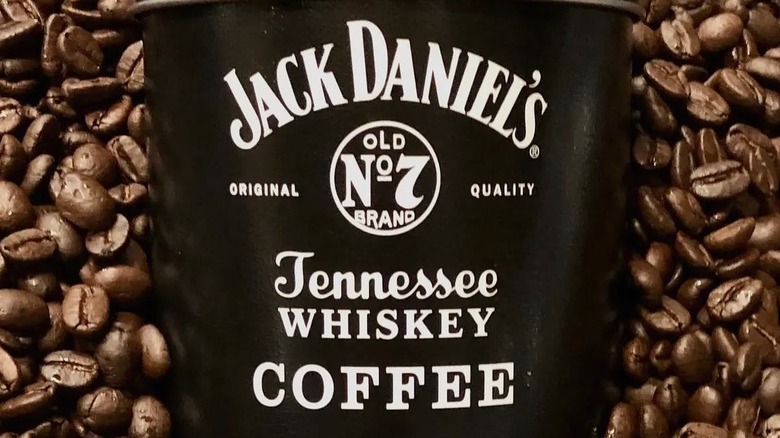 JACK DANIEL'S®
OLD
ORIGINAL Nº7 QUALITY
BRAND
Tennessee
WHISKEY
COFFEE